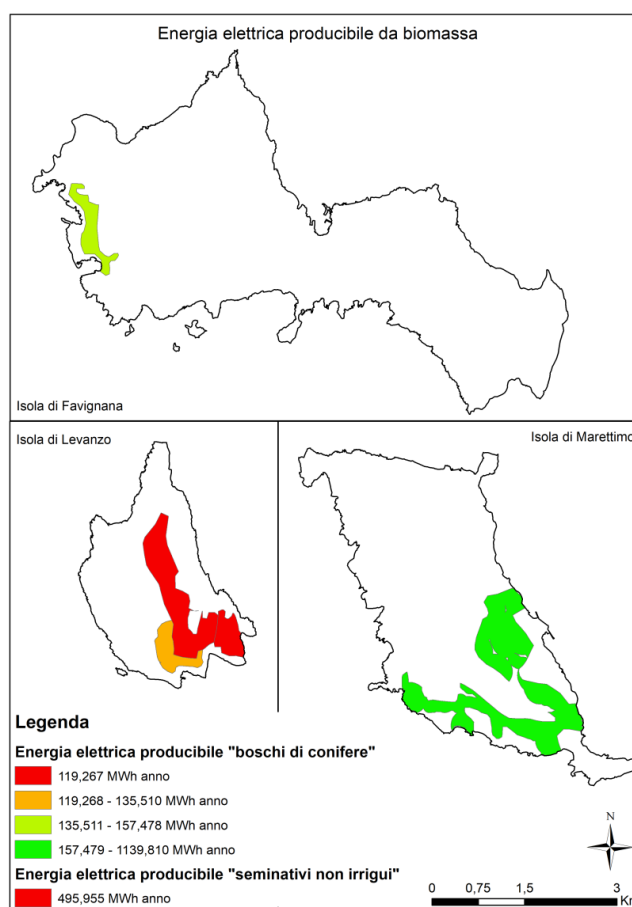 Energia elettrica producibile da biomassa
Isola di Favignana
Isola di Levanzo
Isola di Marettimo
Legenda
Energia elettrica producibile "boschi di conifere"
119,267 MWh anno
119,268 - 135,510 MWh anno
135,511 - 157,478 MWh anno
157,479 - 1139,810 MWh anno
Energia elettrica producibile "seminativi non irrigui"
495,955 MWh anno
N
0 0,75 1,5 3
Km